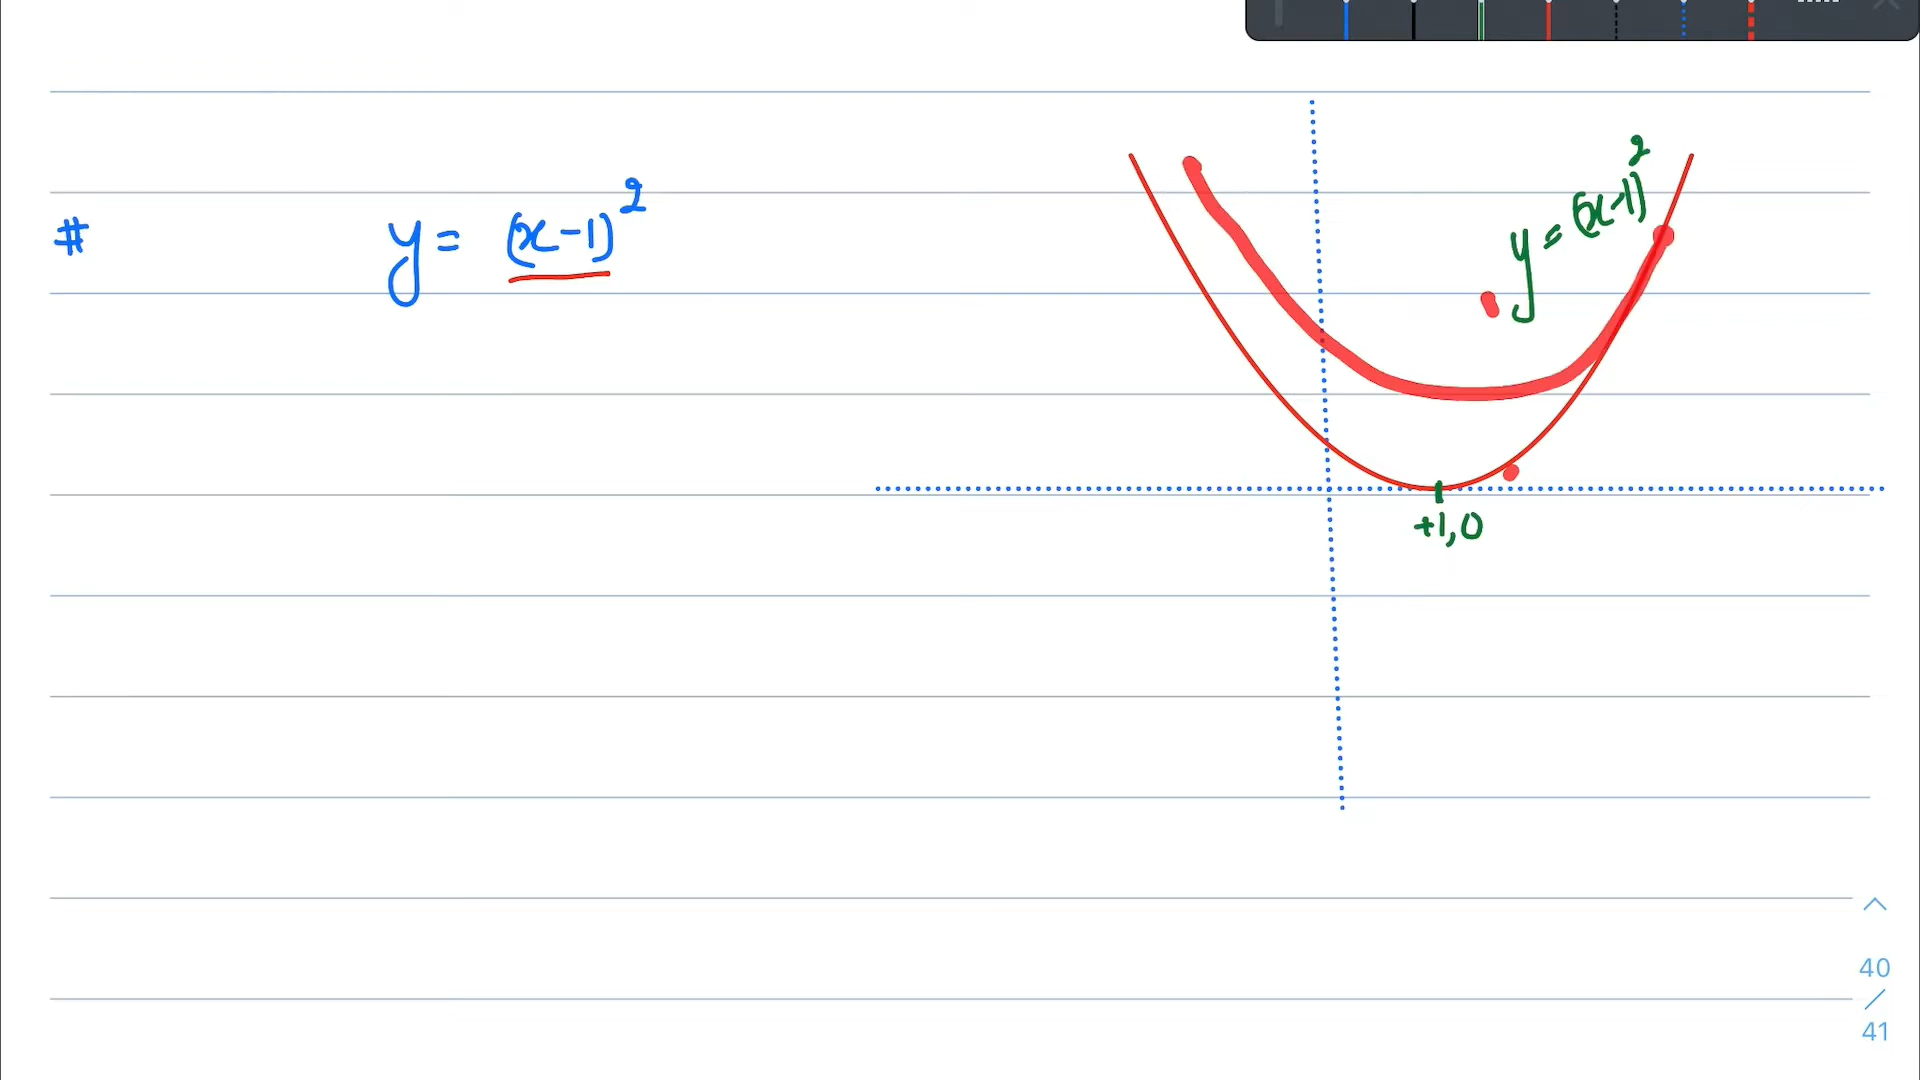 # y = (x-1)²
y = (x-1)²
+1,0
40
/
41